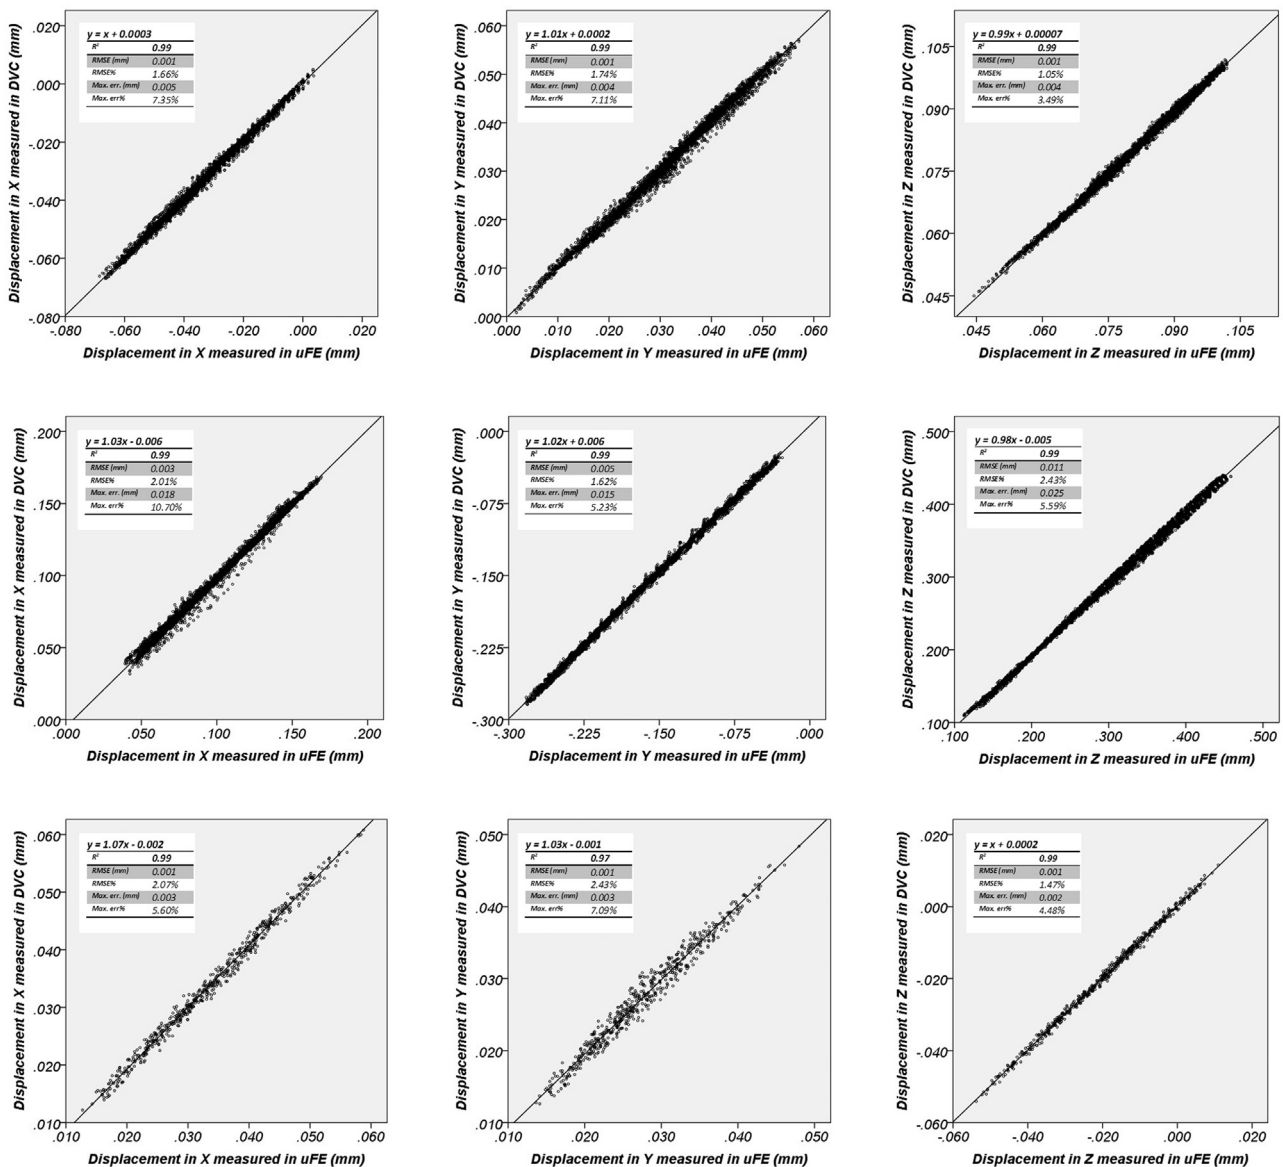 y = x + 0.0003
R² 0.99
RMSE (mm) 0.001
RMSE% 1.66%
Max. err. (mm) 0.005
Max. err% 7.35%
.020
.000
-.020
-.040
-.060
-.080
-.080 -.060 -.040 -.020 .000 .020
Displacement in X measured in DVC (mm)
Displacement in X measured in uFE (mm)
y = 1.01x + 0.0002
R² 0.99
RMSE (mm) 0.001
RMSE% 1.74%
Max. err. (mm) 0.004
Max. err% 7.11%
.060
.050
.040
.030
.020
.010
.000
.000 .010 .020 .030 .040 .050 .060
Displacement in Y measured in DVC (mm)
Displacement in Y measured in uFE (mm)
y = 0.99x + 0.00007
R² 0.99
RMSE (mm) 0.001
RMSE% 1.05%
Max. err. (mm) 0.004
Max. err% 3.49%
.105
.090
.075
.060
.045
.045 .060 .075 .090 .105
Displacement in Z measured in DVC (mm)
Displacement in Z measured in uFE (mm)
y = 1.03x - 0.006
R² 0.99
RMSE (mm) 0.003
RMSE% 2.01%
Max. err. (mm) 0.018
Max. err% 10.70%
.200
.150
.100
.050
.000
.000 .050 .100 .150 .200
Displacement in X measured in DVC (mm)
Displacement in X measured in uFE (mm)
y = 1.02x + 0.006
R² 0.99
RMSE (mm) 0.005
RMSE% 1.62%
Max. err. (mm) 0.015
Max. err% 5.23%
.000
-.075
-.150
-.225
-.300
-.300 -.225 -.150 -.075 .000
Displacement in Y measured in DVC (mm)
Displacement in Y measured in uFE (mm)
y = 0.98x - 0.005
R² 0.99
RMSE (mm) 0.011
RMSE% 2.43%
Max. err. (mm) 0.025
Max. err% 5.59%
.500
.400
.300
.200
.100
.100 .200 .300 .400 .500
Displacement in Z measured in DVC (mm)
Displacement in Z measured in uFE (mm)
y = 1.07x - 0.002
R² 0.99
RMSE (mm) 0.001
RMSE% 2.07%
Max. err. (mm) 0.003
Max. err% 5.60%
.060
.050
.040
.030
.020
.010
.010 .020 .030 .040 .050 .060
Displacement in X measured in DVC (mm)
Displacement in X measured in uFE (mm)
y = 1.03x - 0.001
R² 0.97
RMSE (mm) 0.001
RMSE% 2.43%
Max. err. (mm) 0.003
Max. err% 7.09%
.050
.040
.030
.020
.010
.010 .020 .030 .040 .050
Displacement in Y measured in DVC (mm)
Displacement in Y measured in uFE (mm)
y = x + 0.0002
R² 0.99
RMSE (mm) 0.001
RMSE% 1.47%
Max. err. (mm) 0.002
Max. err% 4.48%
.020
.000
-.020
-.040
-.060
-.060 -.040 -.020 .000 .020
Displacement in Z measured in DVC (mm)
Displacement in Z measured in uFE (mm)